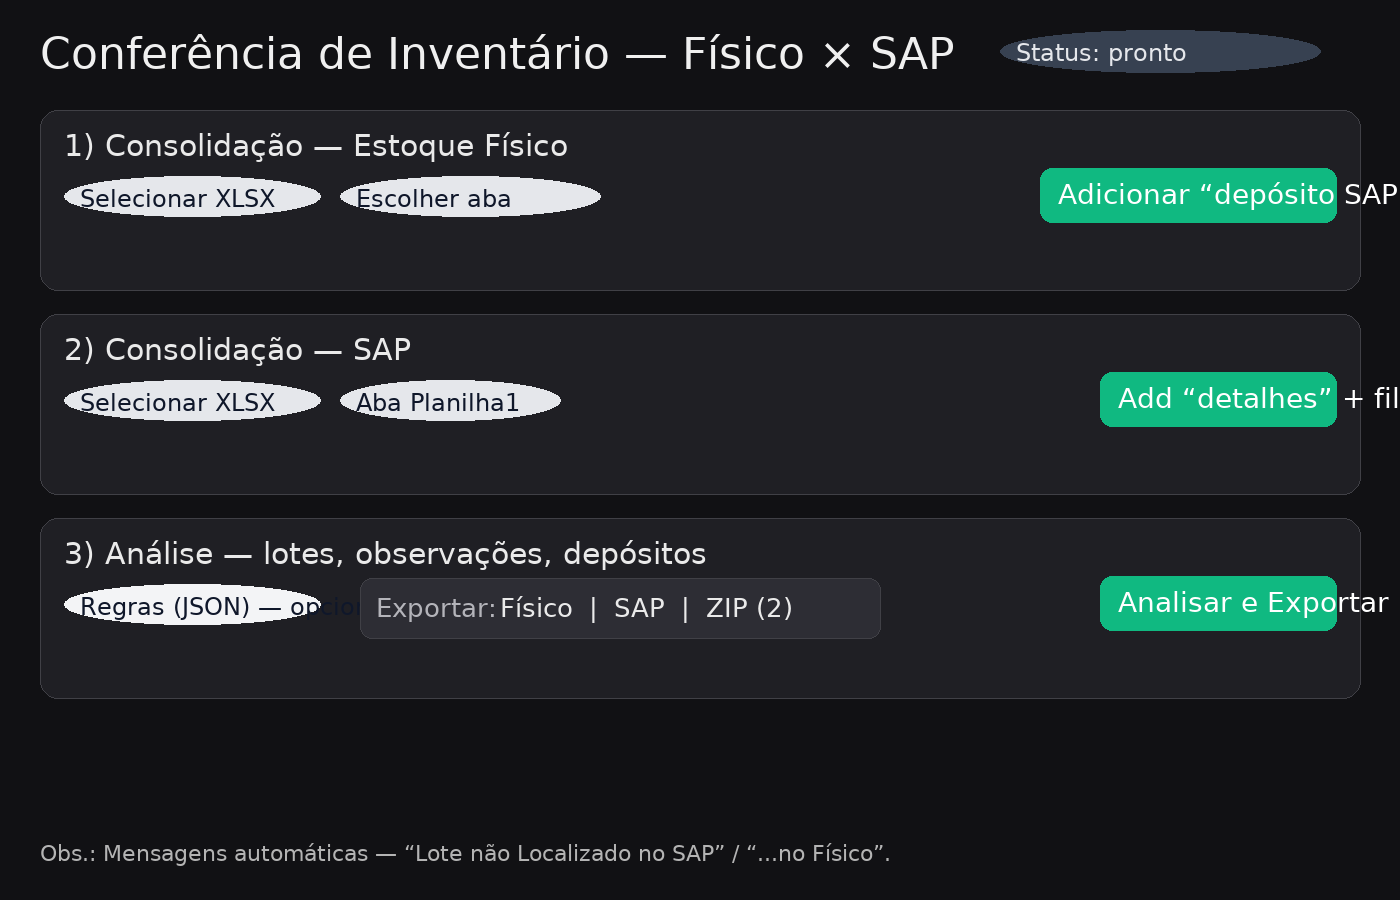 Conferência de Inventário — Físico × SAP
Status: pronto
1) Consolidação — Estoque Físico
Selecionar XLSX
Escolher aba
Adicionar “depósito SAP
2) Consolidação — SAP
Selecionar XLSX
Aba Planilha1
Add “detalhes” + fil
3) Análise — lotes, observações, depósitos
Regras (JSON) — opcion
Exportar: Físico | SAP | ZIP (2)
Analisar e Exportar
Obs.: Mensagens automáticas — “Lote não Localizado no SAP” / “...no Físico”.